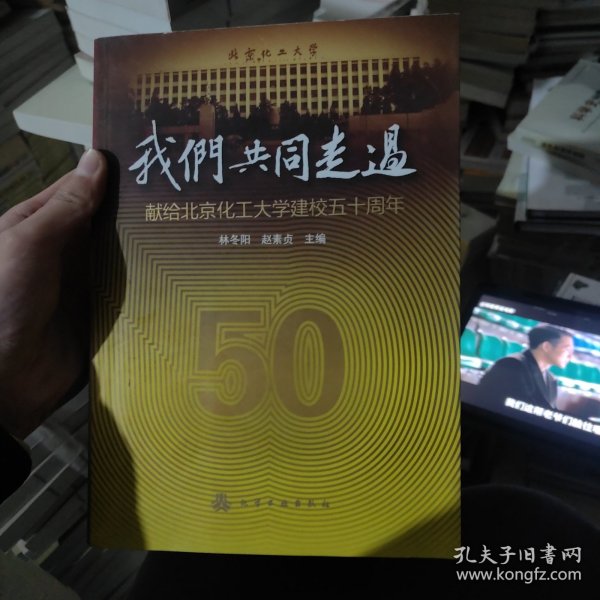 北京化工大学
我們共同走過
献给北京化工大学建校五十周年
林冬阳 赵素贞 主编
50
化学工业出版社
孔夫子旧书网
www.kongfz.com